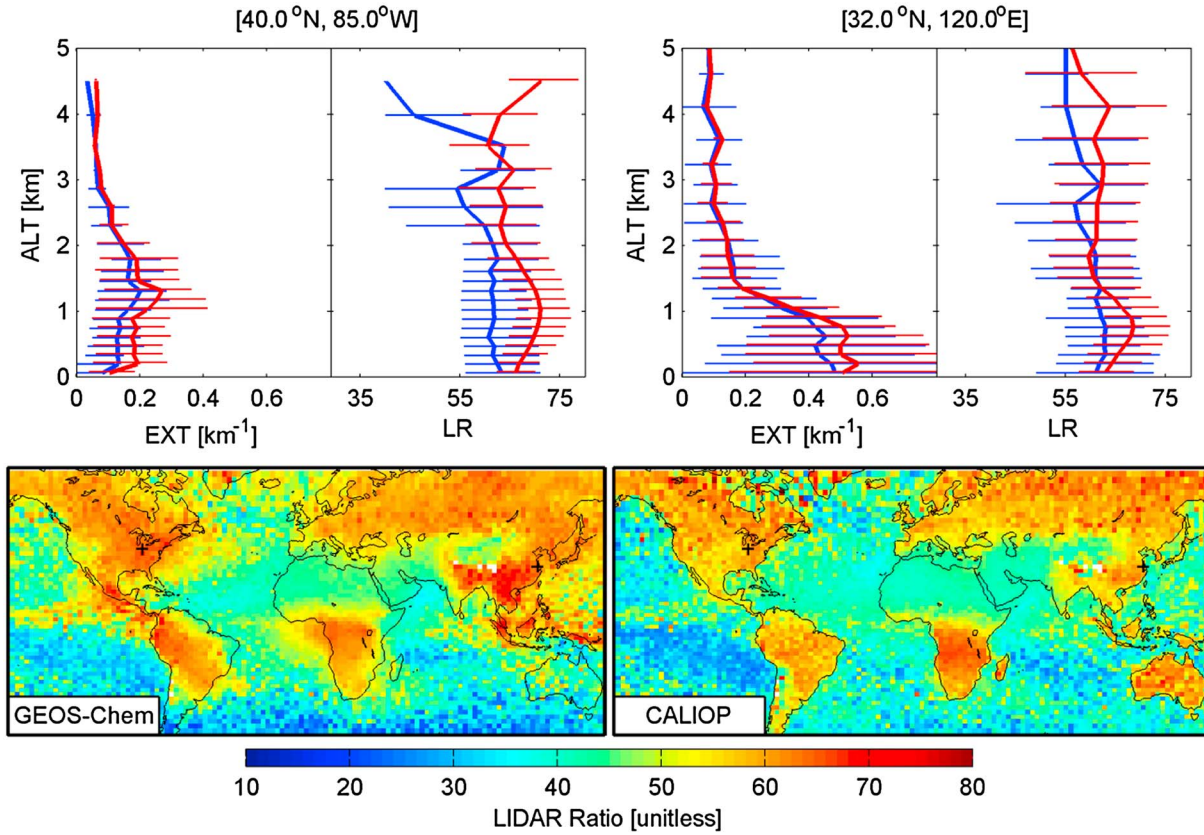 [40.0 °N, 85.0°W]
[32.0 °N, 120.0°E]
5
4
3
2
1
0
ALT [km]
0 0.2 0.4 0.6
35 55 75
EXT [km-1]
LR
5
4
3
2
1
0
ALT [km]
0 0.2 0.4 0.6
35 55 75
EXT [km-1]
LR
GEOS-Chem
CALIOP
10 20 30 40 50 60 70 80
LIDAR Ratio [unitless]